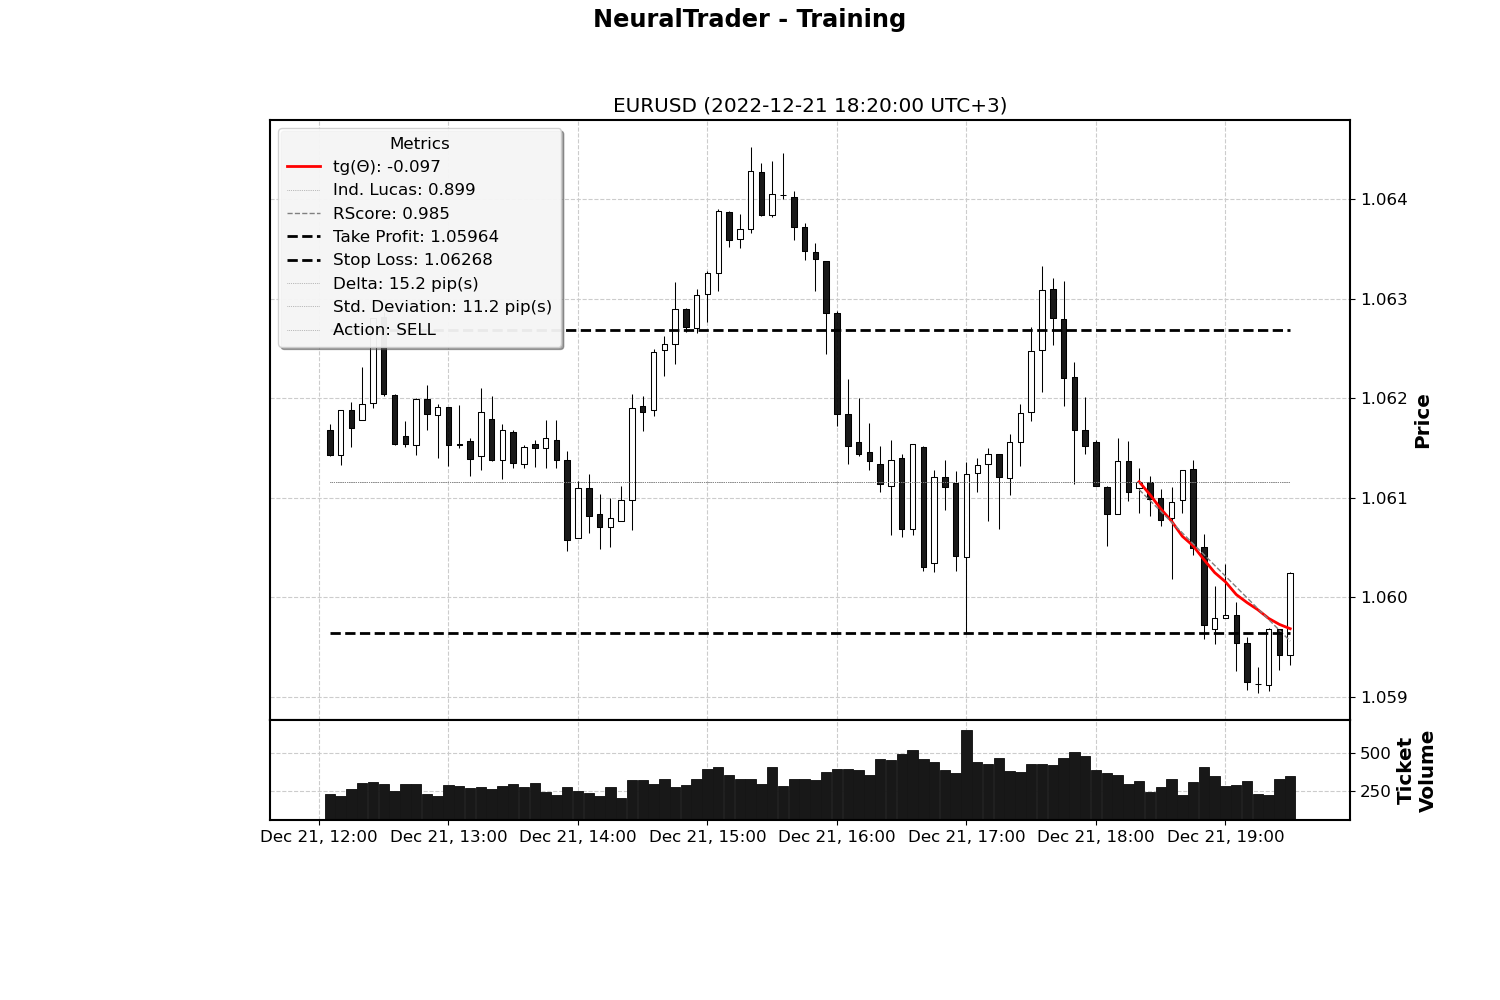 NeuralTrader - Training
EURUSD (2022-12-21 18:20:00 UTC+3)
Metrics
tg(Θ): -0.097
Ind. Lucas: 0.899
RScore: 0.985
Take Profit: 1.05964
Stop Loss: 1.06268
Delta: 15.2 pip(s)
Std. Deviation: 11.2 pip(s)
Action: SELL
1.064
1.063
1.062
1.061
1.060
1.059
Price
500
250
Ticket
Volume
Dec 21, 12:00 Dec 21, 13:00 Dec 21, 14:00 Dec 21, 15:00 Dec 21, 16:00 Dec 21, 17:00 Dec 21, 18:00 Dec 21, 19:00